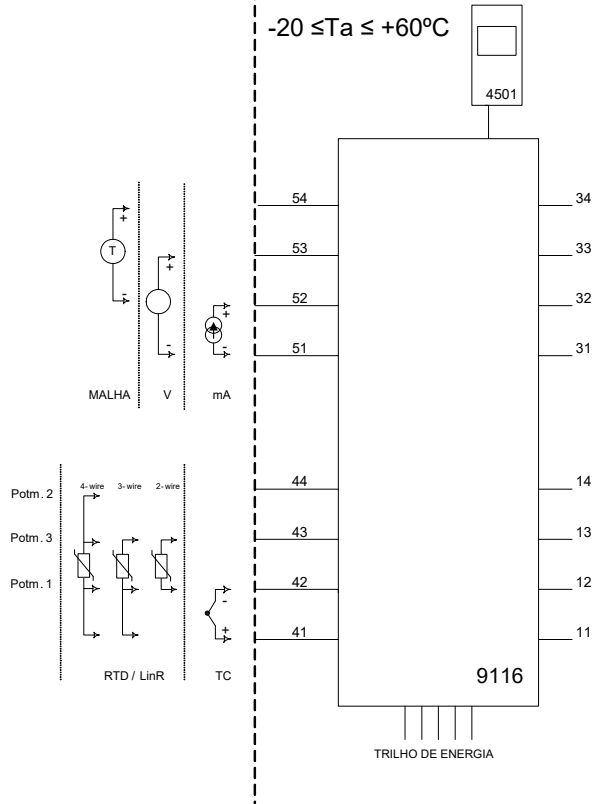 -20 ≤Ta ≤ +60ºC
4501
54
34
+
T
53
33
+
-
52
32
+
-
-
51
31
MALHA
V
mA
4-wire
3-wire
2-wire
Potm. 2
44
14
Potm. 3
43
13
Potm. 1
42
12
-
+
41
11
RTD / LinR
TC
9116
TRILHO DE ENERGIA